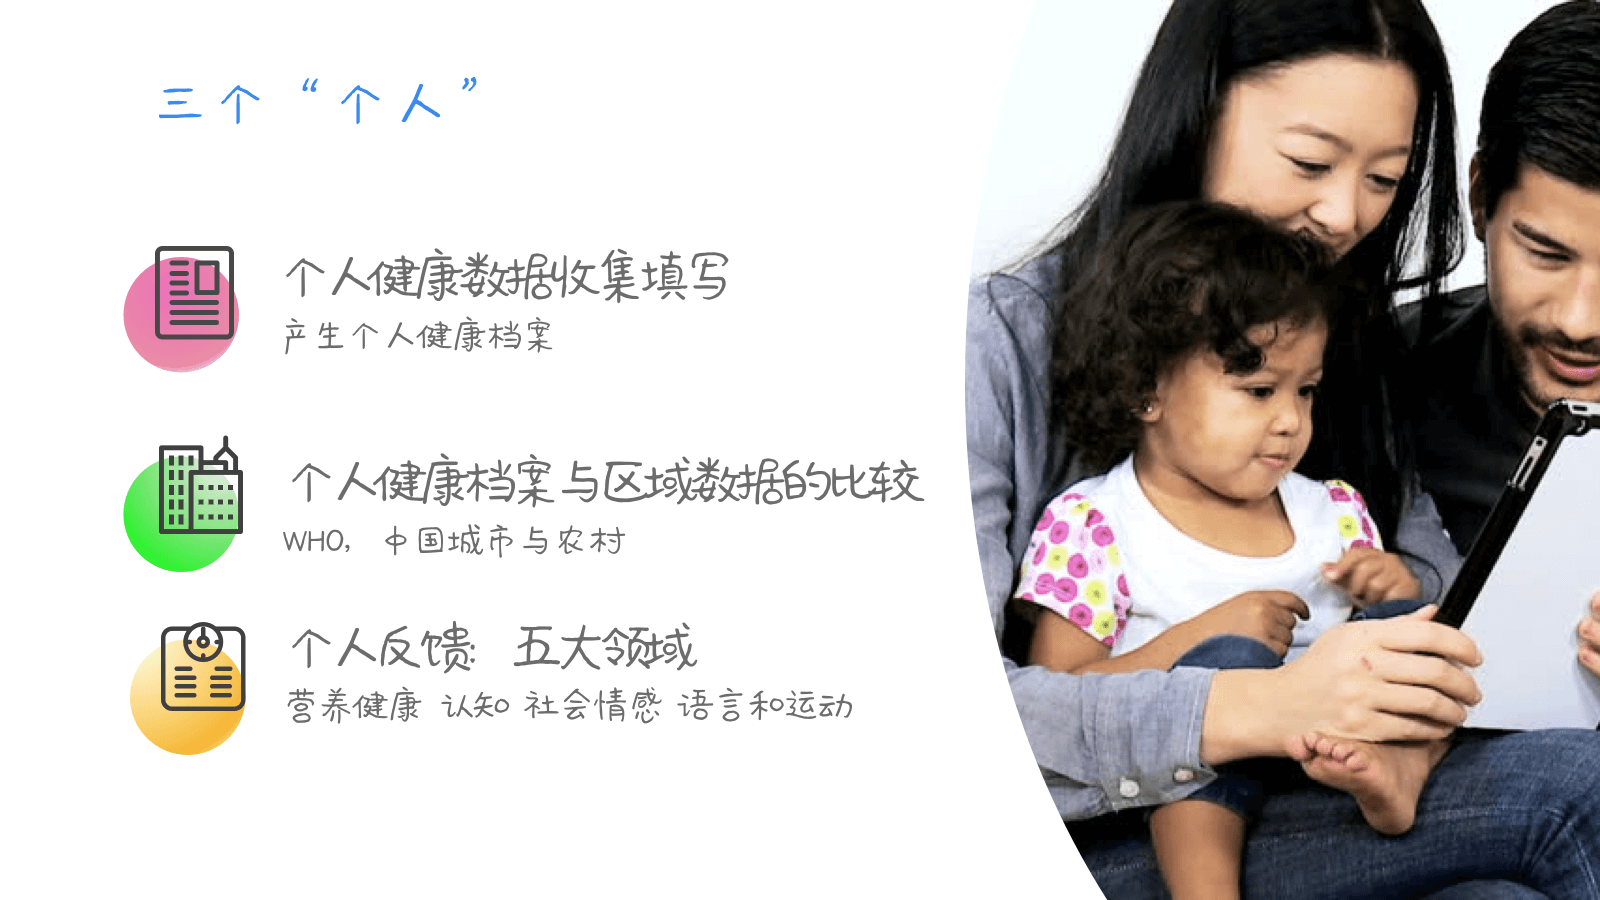 三个“个人”
个人健康数据收集填写
产生个人健康档案
个人健康档案与区域数据的比较
WHO, 中国城市与农村
个人反馈: 五大领域
营养健康 认知 社会情感 语言和运动